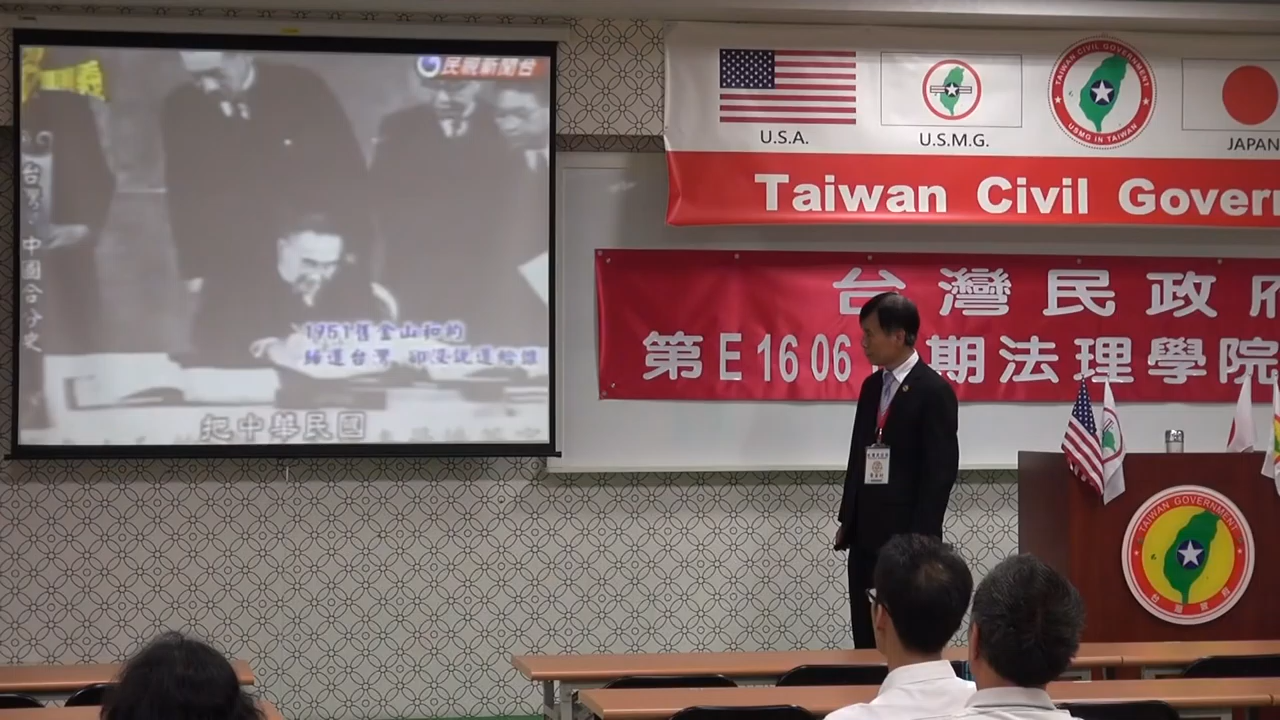 民視新聞台
台灣.中國合分史
1951舊金山和約
歸還台灣 卻沒說還給誰
把中華民國
U.S.A.
U.S.M.G.
TAIWAN CIVIL GOVERNMENT
USMG IN TAIWAN
JAPAN
Taiwan Civil Govern
台灣民政府
第E1606 期法理學院
TAIWAN GOVERNMENT
台灣政府